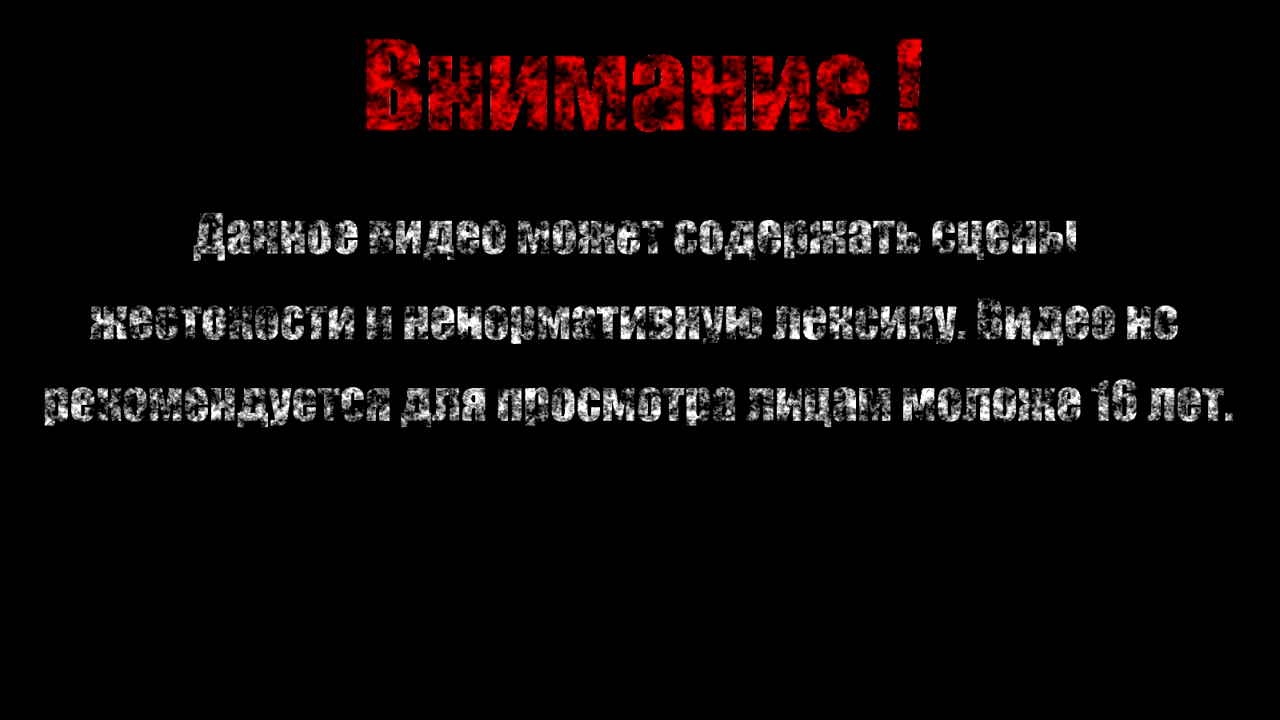 Внимание !
Данное видео может содержать сцены
жестокости и ненормативную лексику. Видео не
рекомендуется для просмотра лицам моложе 16 лет.